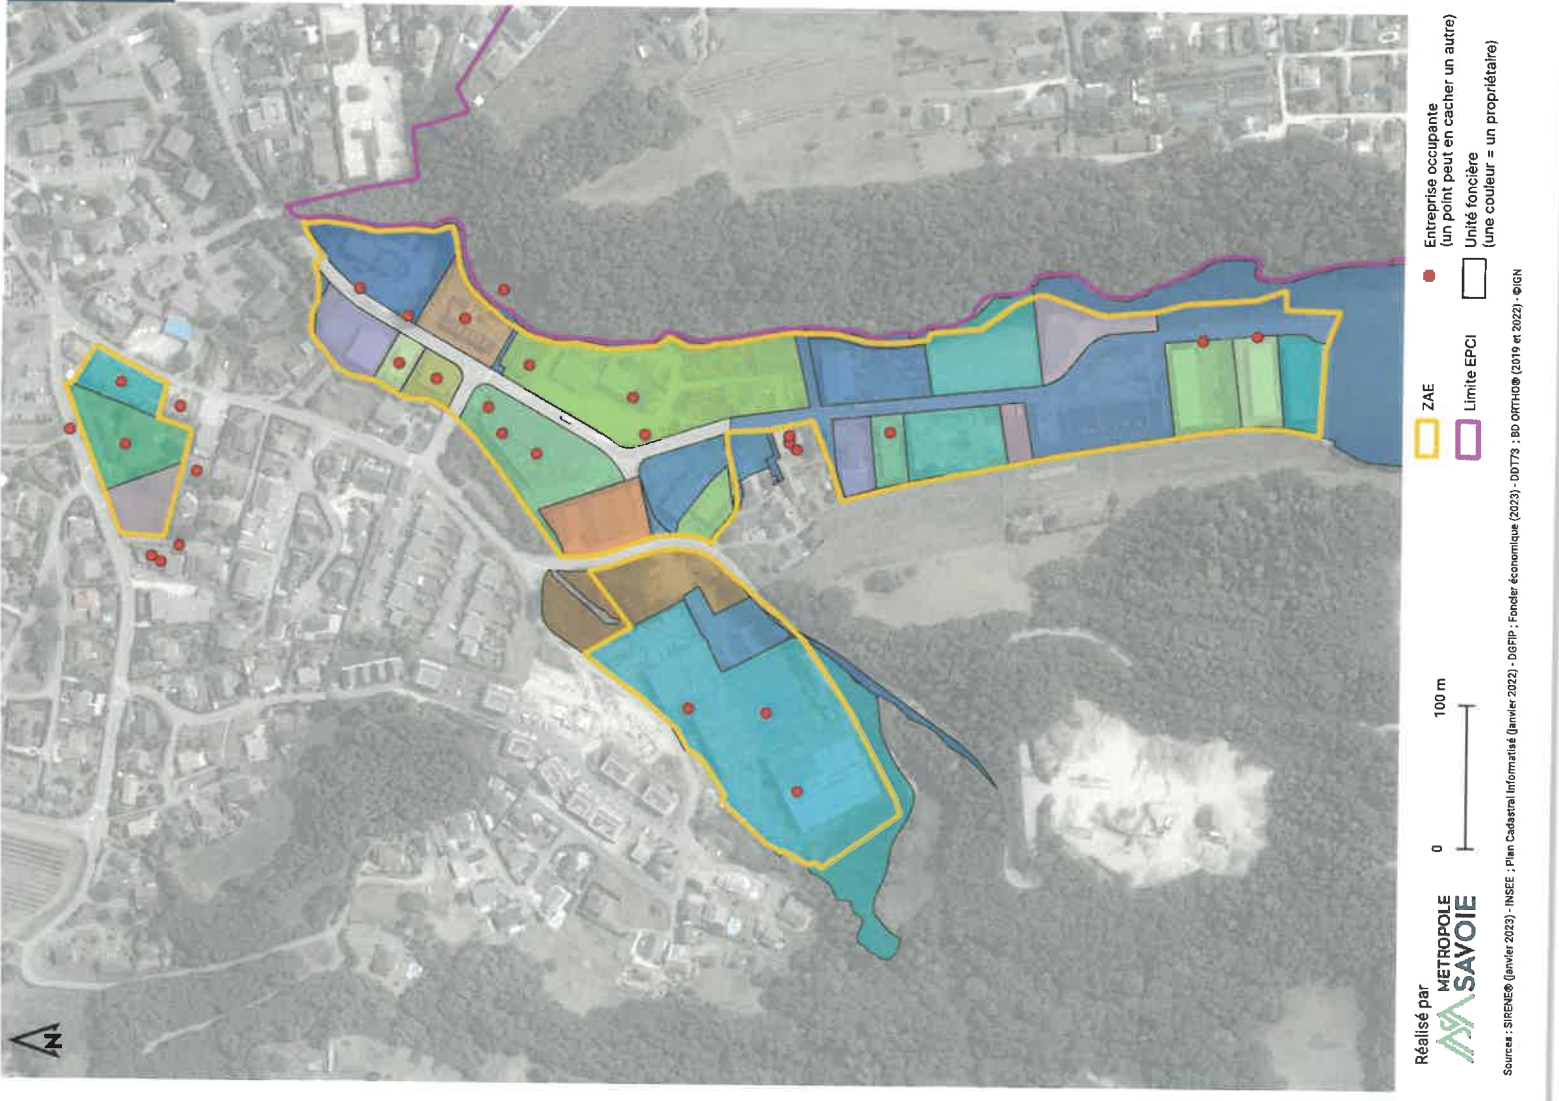 N
Réalisé par
METROPOLE
SAVOIE
0
100 m
ZAE
Limite EPCI
Entreprise occupante
(un point peut en cacher un autre)
Unité foncière
(une couleur = un propriétaire)
Sources : SIRENE® (janvier 2023) - INSEE ; Plan Cadastral Informatisé (janvier 2022) - DGFIP ; Foncier économique (2023) - DDT73 ; BD ORTHO® (2019 et 2022) - ©IGN